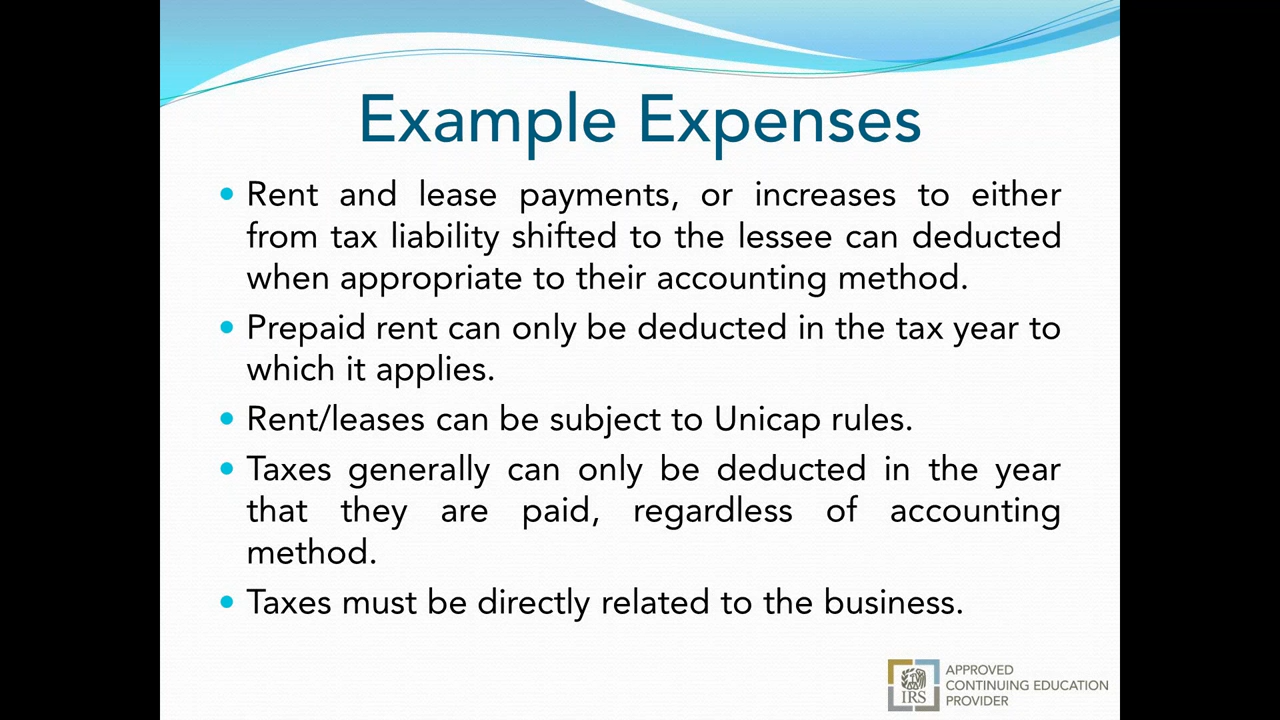 Example Expenses
• Rent and lease payments, or increases to either
from tax liability shifted to the lessee can deducted
when appropriate to their accounting method.
• Prepaid rent can only be deducted in the tax year to
which it applies.
• Rent/leases can be subject to Unicap rules.
• Taxes generally can only be deducted in the year
that they are paid, regardless of accounting
method.
• Taxes must be directly related to the business.
IRS
APPROVED
CONTINUING EDUCATION
PROVIDER